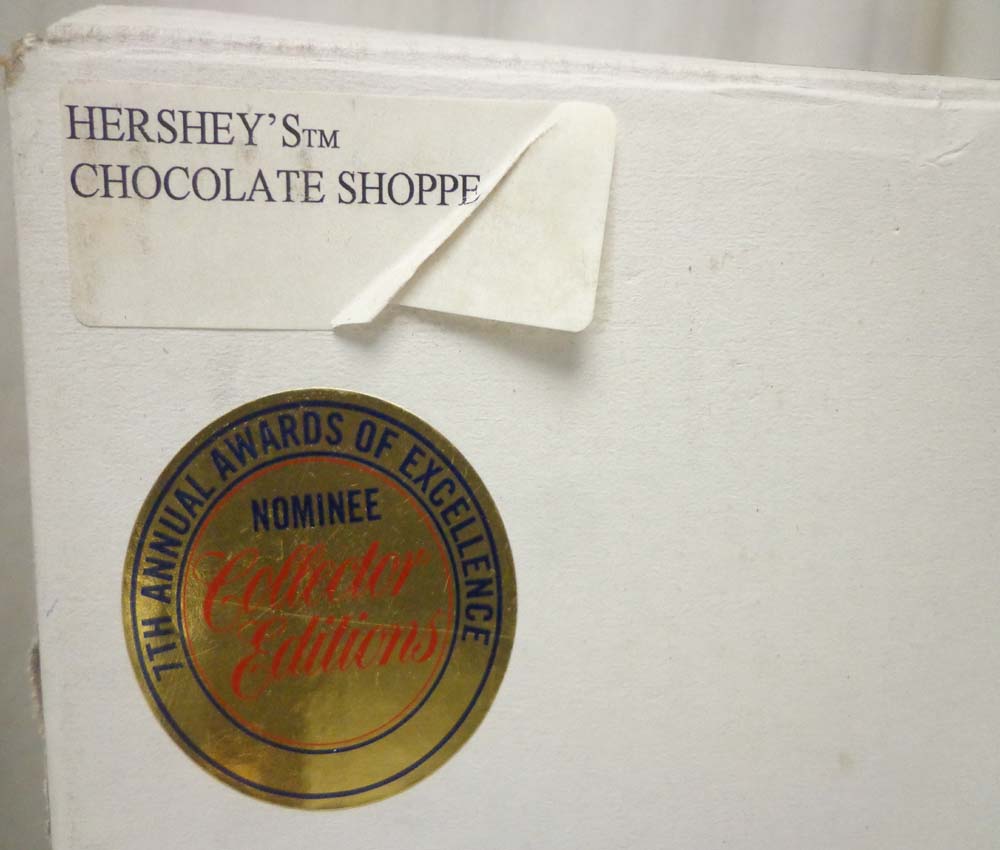 HERSHEY'S™
CHOCOLATE SHOPPE
7TH ANNUAL AWARDS OF EXCELLENCE
NOMINEE
Collector
Editions